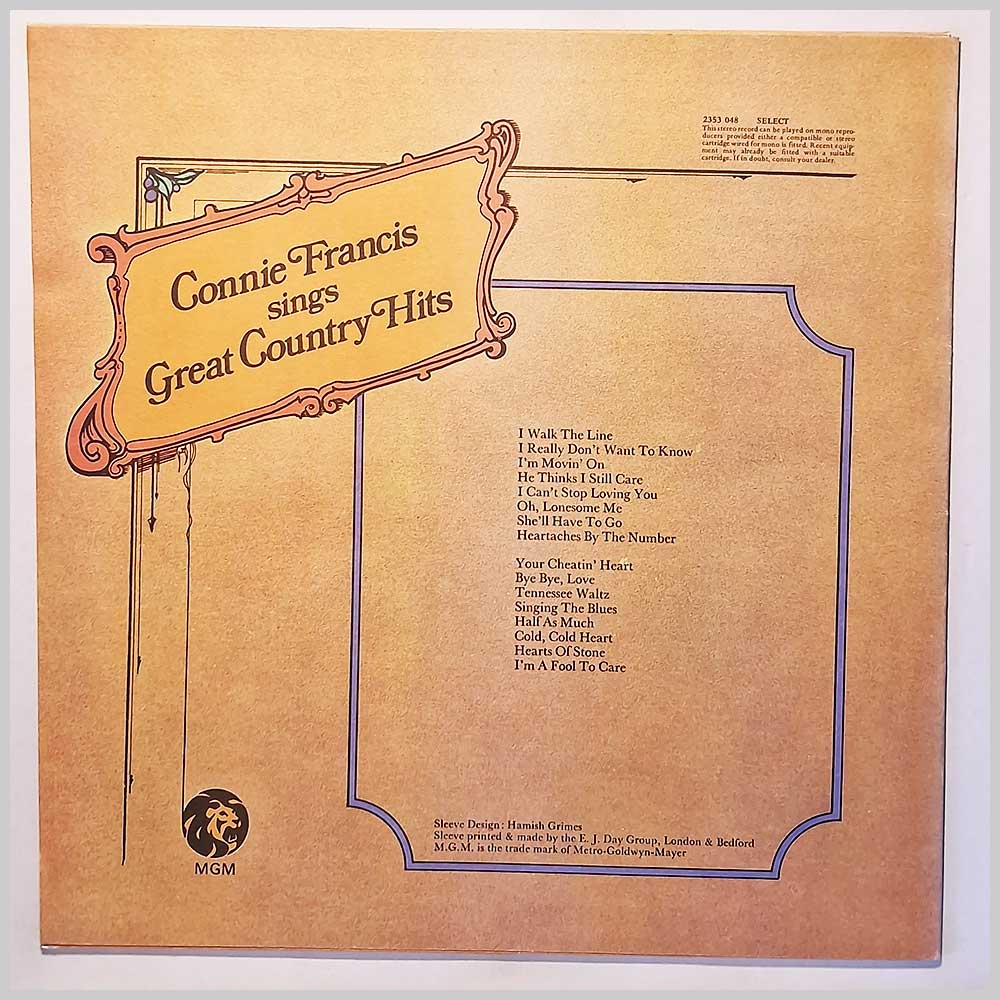 2353 048 SELECT
This stereo record can be played on mono repro-
ducers provided either a compatible or stereo
cartridge wired for mono is fitted. Recent equip-
ment may already be fitted with a suitable
cartridge. If in doubt, consult your dealer.
Connie Francis
sings
Great Country Hits
I Walk The Line
I Really Don't Want To Know
I'm Movin' On
He Thinks I Still Care
I Can't Stop Loving You
Oh, Lonesome Me
She'll Have To Go
Heartaches By The Number
Your Cheatin' Heart
Bye Bye, Love
Tennessee Waltz
Singing The Blues
Half As Much
Cold, Cold Heart
Hearts Of Stone
I'm A Fool To Care
Sleeve Design: Hamish Grimes
Sleeve printed & made by the E. J. Day Group, London & Bedford
M.G.M. is the trade mark of Metro-Goldwyn-Mayer
MGM